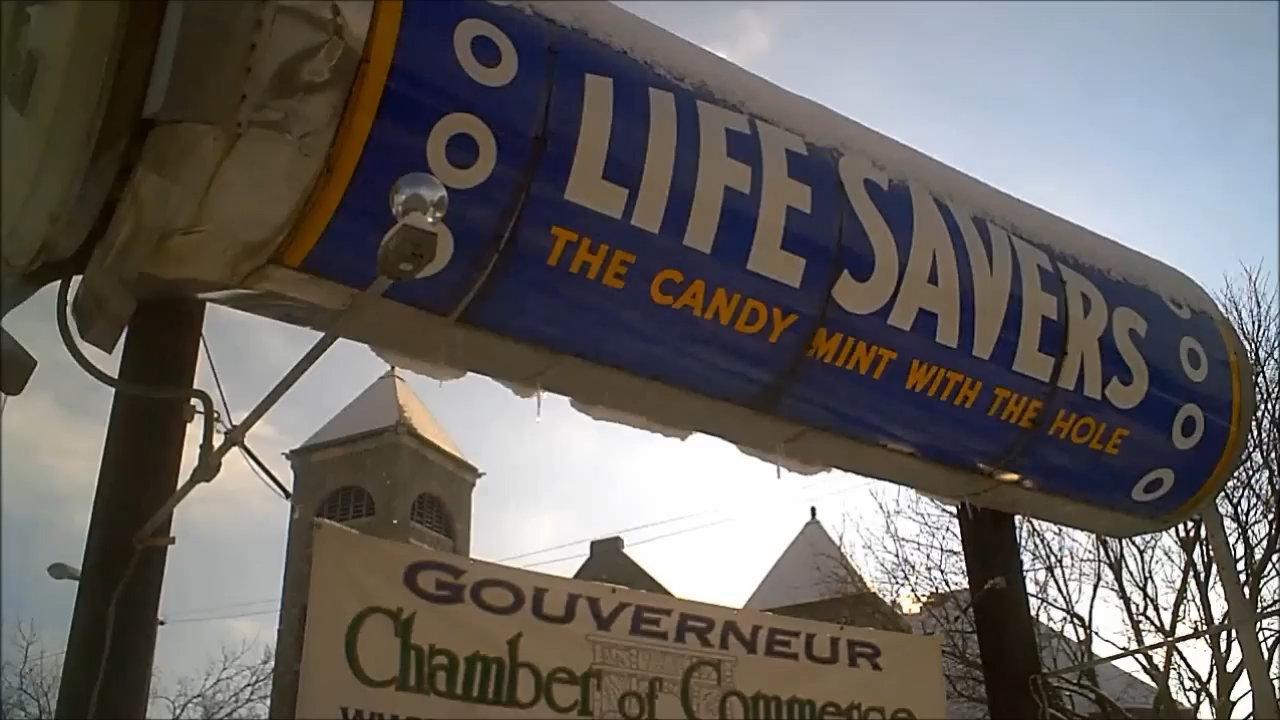 LIFE SAVERS
THE CANDY MINT WITH THE HOLE
GOUVERNEUR
Chamber of Commerce